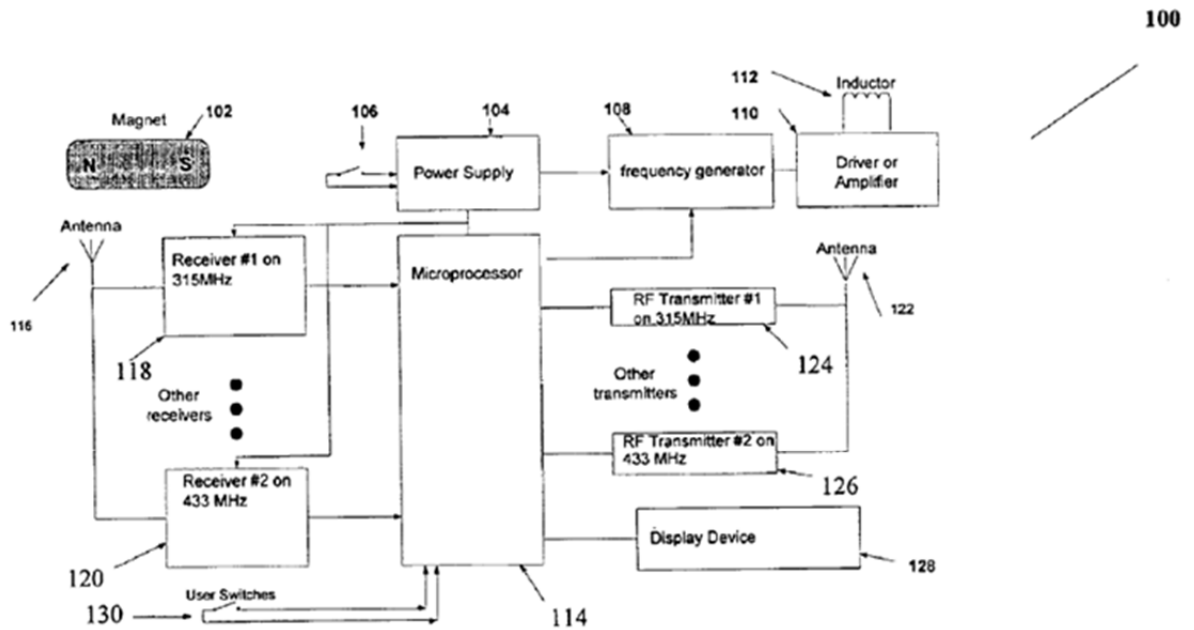 100
112
Inductor
102
Magnet
106
104
108
110
N
S
Power Supply
frequency generator
Driver or
Amplifier
Antenna
Receiver #1 on
315MHz
Microprocessor
Antenna
116
RF Transmitter #1
on 315MHz
122
118
124
Other
receivers
Other
transmitters
RF Transmitter #2 on
433 MHz
Receiver #2 on
433 MHz
126
Display Device
120
128
User Switches
130
114